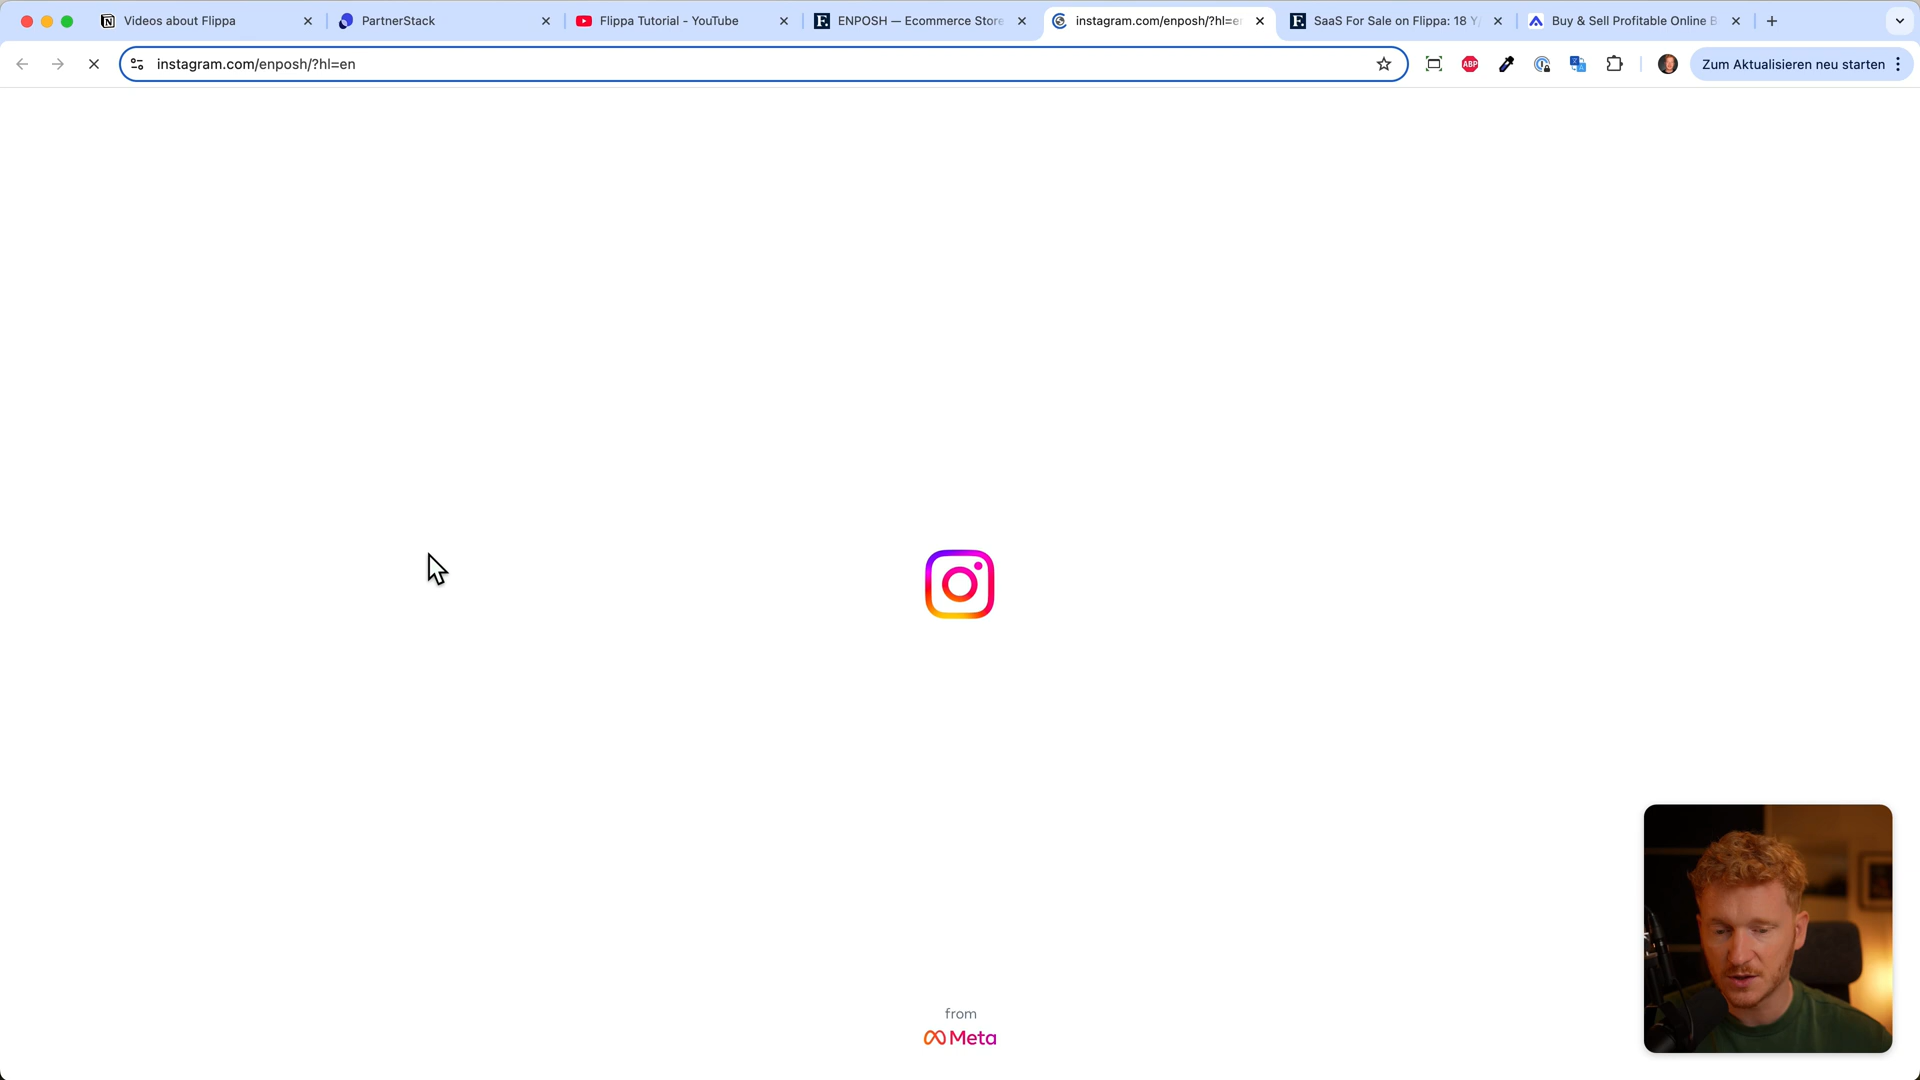 Videos about Flippa
PartnerStack
Flippa Tutorial - YouTube
ENPOSH — Ecommerce Store
instagram.com/enposh/?hl=e
SaaS For Sale on Flippa: 18 Y
Buy & Sell Profitable Online B
instagram.com/enposh/?hl=en
ABP
Zum Aktualisieren neu starten
from
Meta